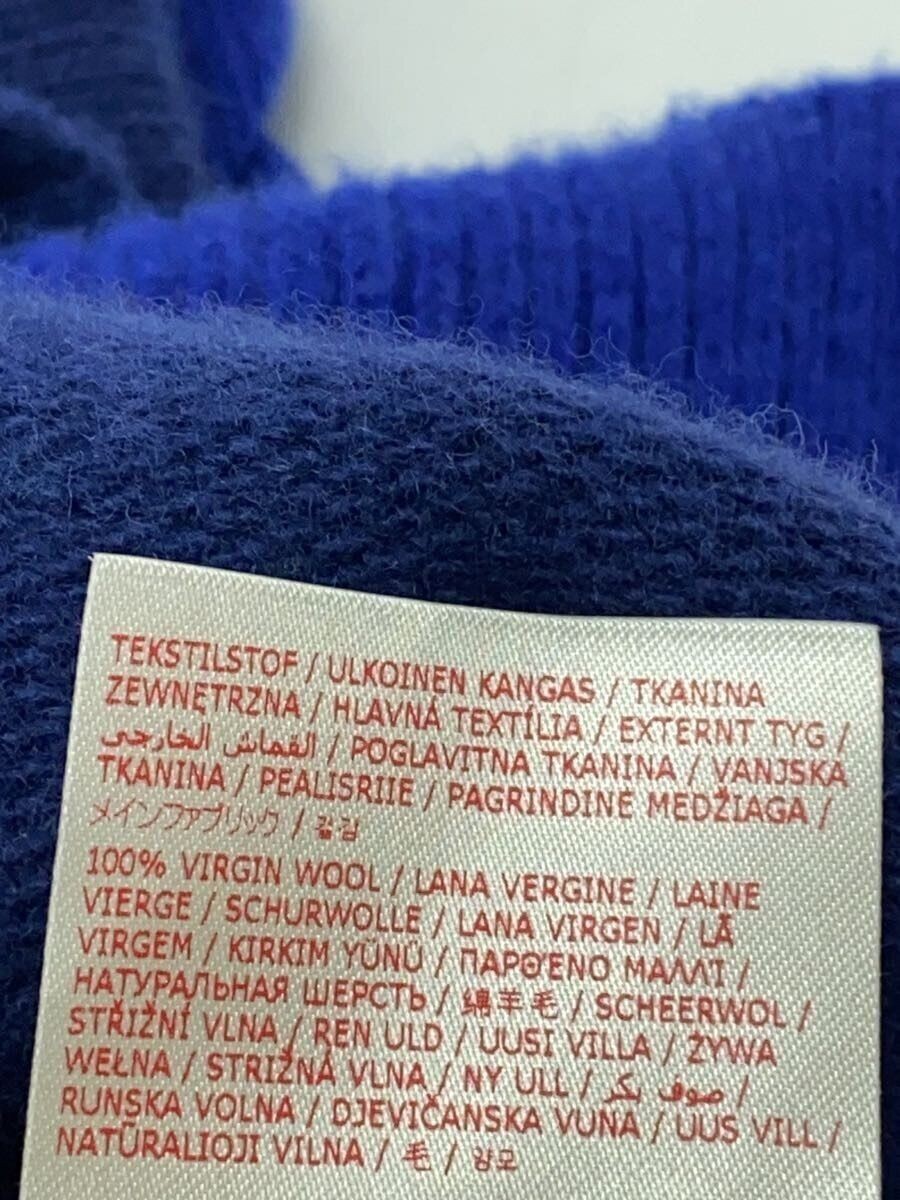 TEKSTILSTOF / ULKOINEN KANGAS / TKANINA
ZEWNĘTRZNA / HLAVNÁ TEXTÍLIA / EXTERNT TYG /
القماش الخارجي / POGLAVITNA TKANINA / VANJSKA
TKANINA / PEALISRIIE / PAGRINDINE MEDŽIAGA /
メインファブリック / 겉감
100% VIRGIN WOOL / LANA VERGINE / LAINE
VIERGE / SCHURWOLLE / LANA VIRGEN / LÃ
VIRGEM / KIRKIM YÜNÜ / ΠΑΡΘΈΝΟ ΜΑΛΛΊ /
НАТУРАЛЬНАЯ ШЕРСТЬ / 绵羊毛 / SCHEERWOL /
STŘIŽNÍ VLNA / REN ULD / UUSI VILLA / ŻYWA
WEŁNA / STRIŽNÁ VLNA / NY ULL / صوف بكر /
RUNSKA VOLNA / DJEVIČANSKA VUNA / UUS VILL /
NATŪRALIOJI VILNA / 毛 / 양모